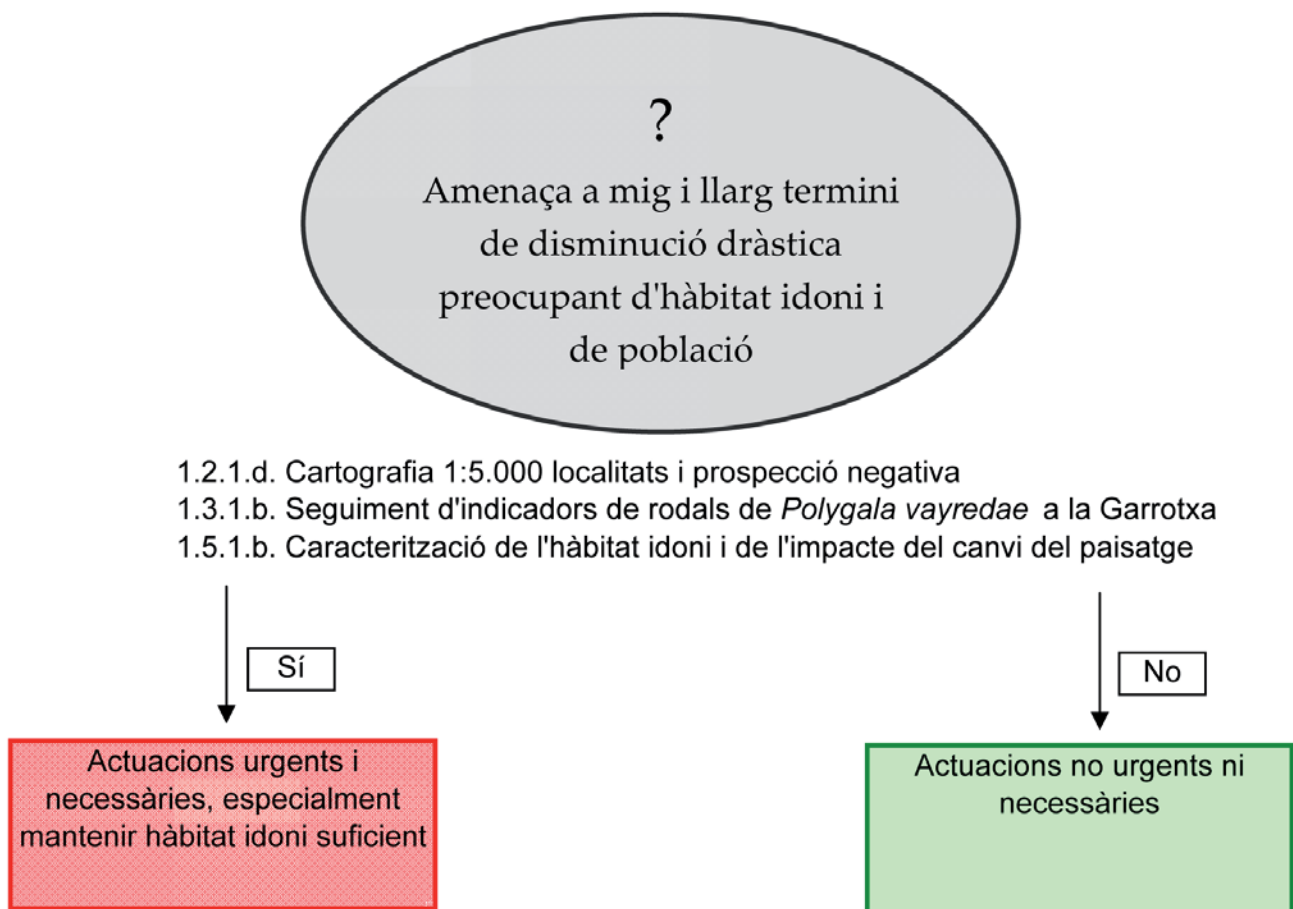 ?
Amenaça a mig i llarg termini
de disminució dràstica
preocupant d'hàbitat idoni i
de població
1.2.1.d. Cartografia 1:5.000 localitats i prospecció negativa
1.3.1.b. Seguiment d'indicadors de rodals de Polygala vayredae a la Garrotxa
1.5.1.b. Caracterització de l'hàbitat idoni i de l'impacte del canvi del paisatge
Sí
No
Actuacions urgents i
necessàries, especialment
mantenir hàbitat idoni suficient
Actuacions no urgents ni
necessàries